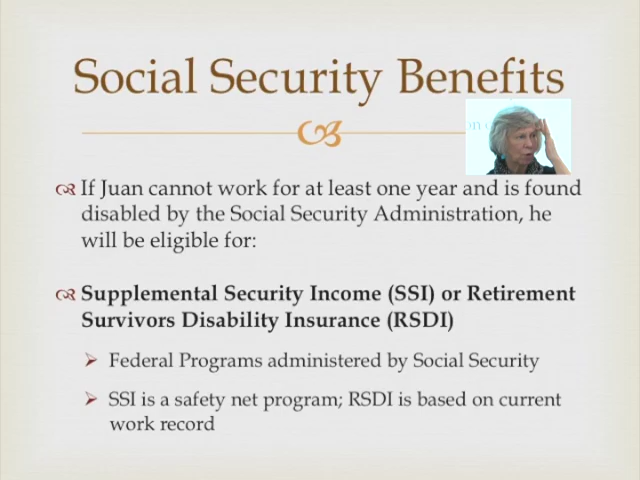 Social Security Benefits
If Juan cannot work for at least one year and is found
disabled by the Social Security Administration, he
will be eligible for:
Supplemental Security Income (SSI) or Retirement
Survivors Disability Insurance (RSDI)
Federal Programs administered by Social Security
SSI is a safety net program; RSDI is based on current
work record